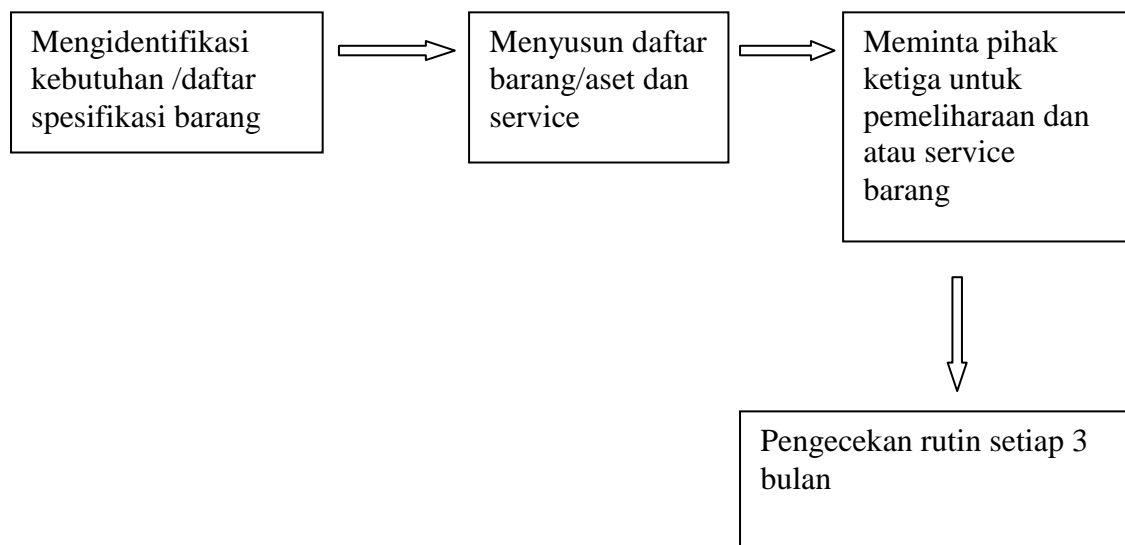 Mengidentifikasi
kebutuhan /daftar
spesifikasi barang
Menyusun daftar
barang/aset dan
service
Meminta pihak
ketiga untuk
pemeliharaan dan
atau service
barang
Pengecekan rutin setiap 3
bulan